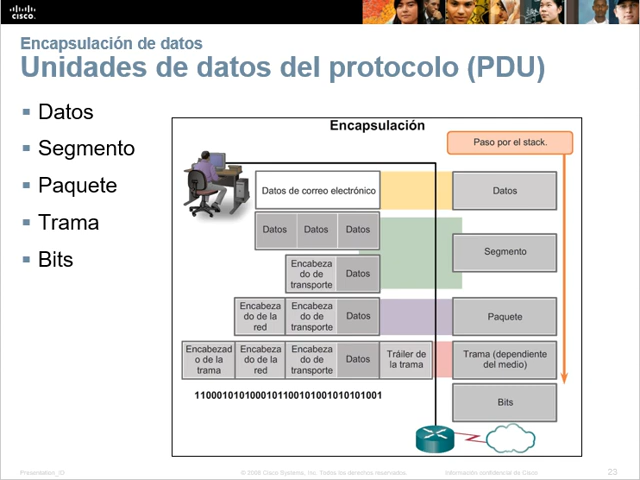 CISCO
Encapsulación de datos
Unidades de datos del protocolo (PDU)
Datos
Segmento
Paquete
Trama
Bits
Encapsulación
Paso por el stack.
Datos de correo electrónico
Datos
Datos Datos Datos
Segmento
Encabeza
do de
transporte
Datos
Encabeza
do de la
red
Encabeza
do de
transporte
Datos
Paquete
Encabezad
o de la
trama
Encabeza
do de la
red
Encabeza
do de
transporte
Datos
Tráiler de
la trama
Trama (dependiente
del medio)
1100010101000101100101001010101001
Bits
Presentation_ID
© 2008 Cisco Systems, Inc. Todos los derechos reservados.
Información confidencial de Cisco
23